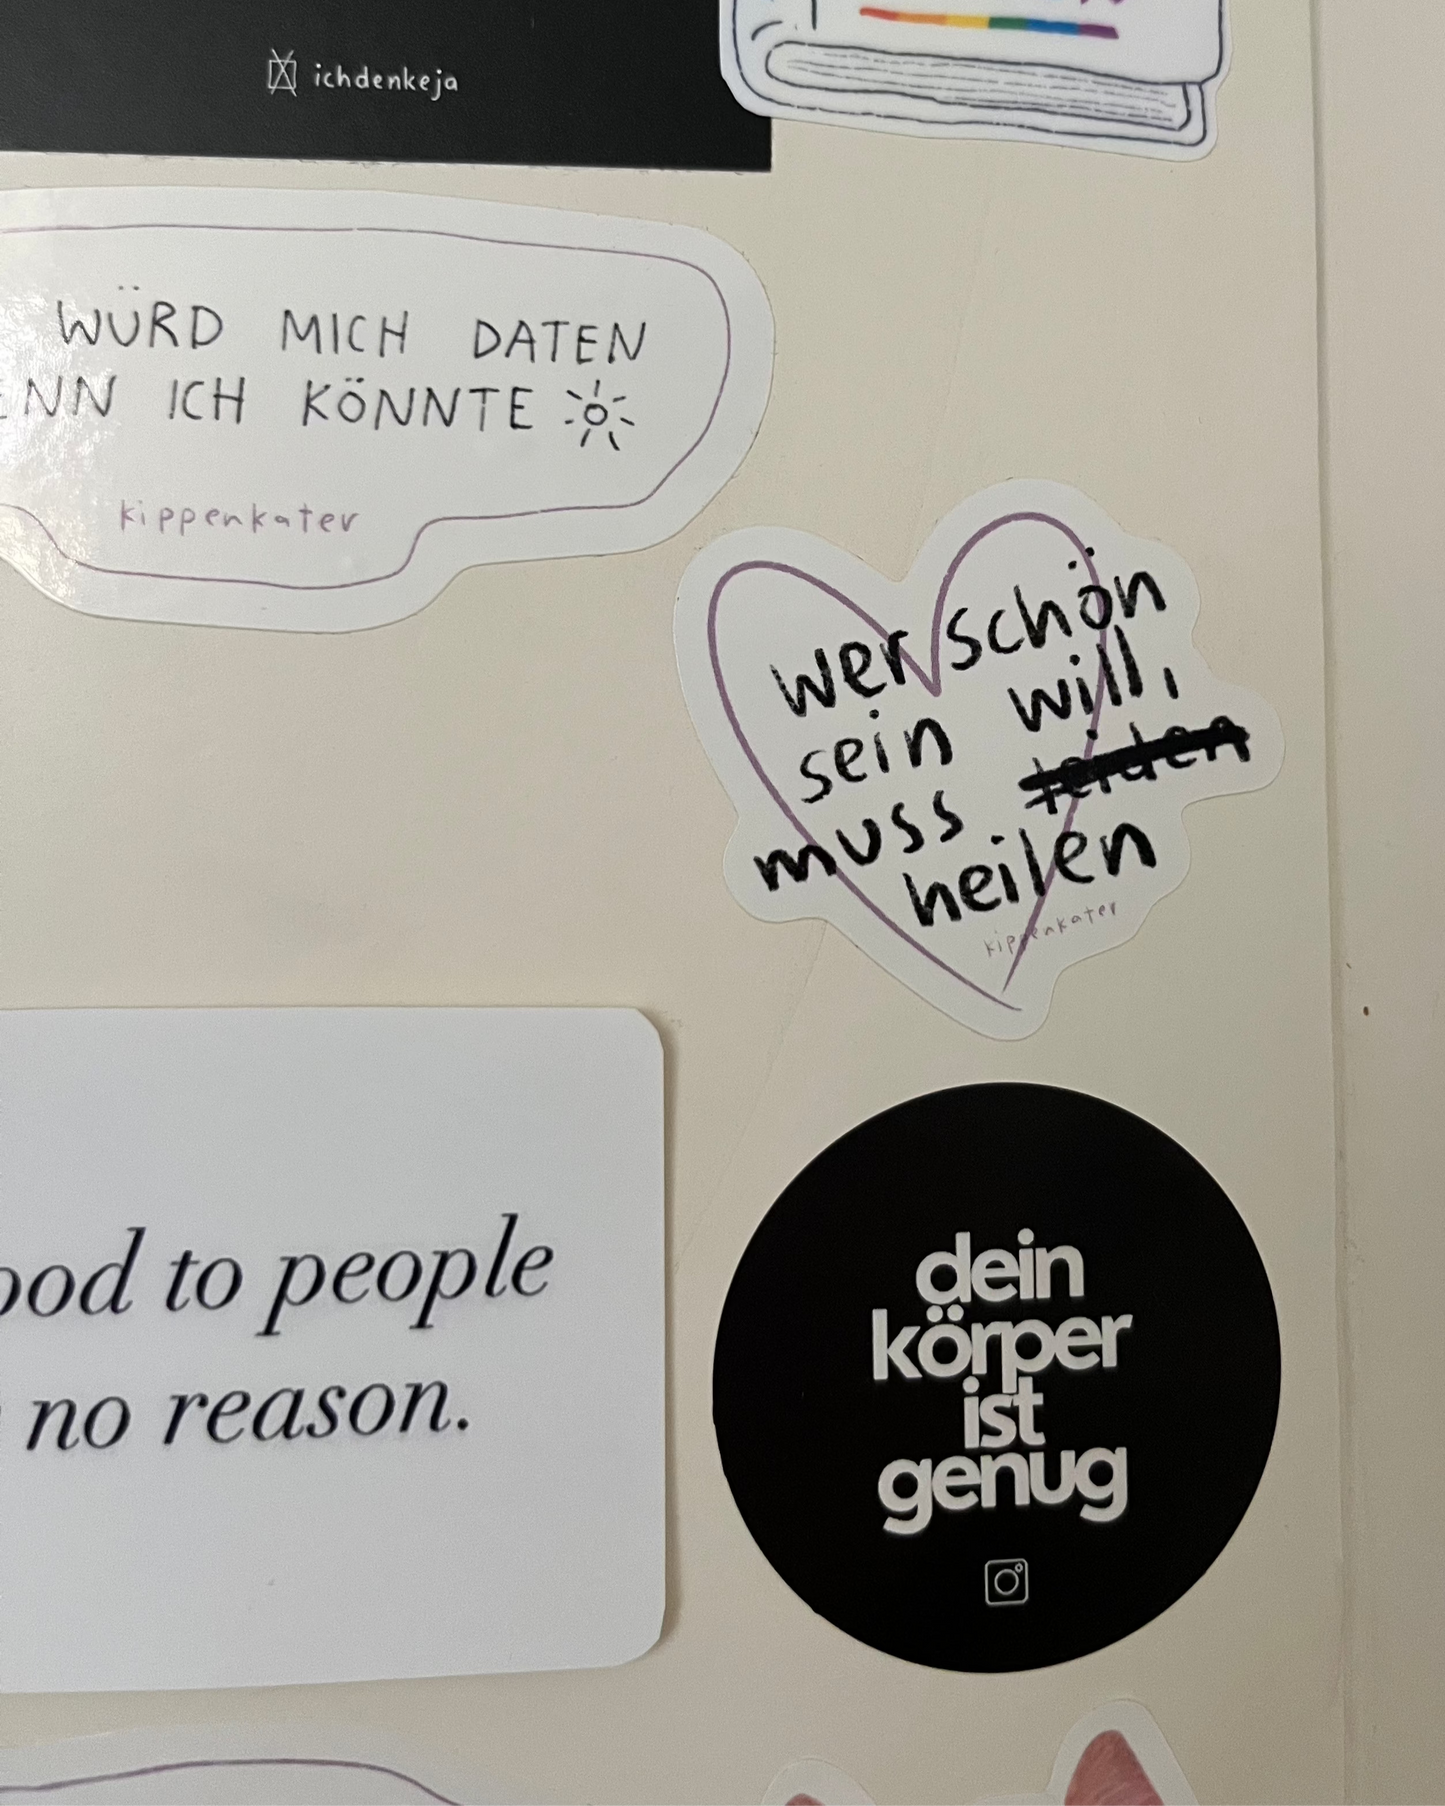 ichdenkeja
WÜRD MICH DATEN
ENN ICH KÖNNTE
kippenkater
wer schön
sein will,
muss leiden
heilen
kippenkater
ood to people
no reason.
dein
körper
ist
genug